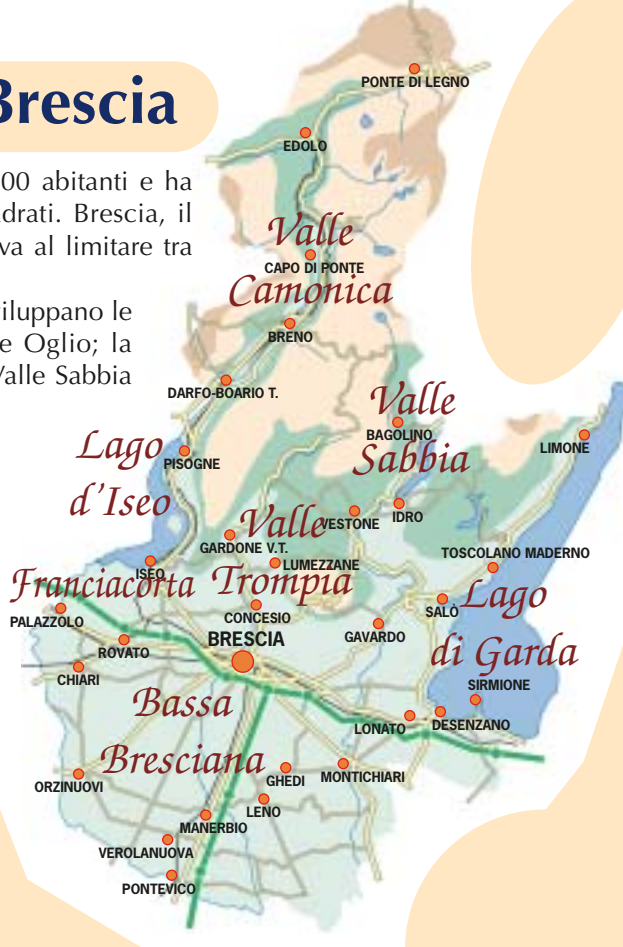 Brescia
00 abitanti e ha
drati. Brescia, il
va al limitare tra
viluppano le
e Oglio; la
Valle Sabbia
PONTE DI LEGNO
EDOLO
Valle
CAPO DI PONTE
Camonica
BRENO
DARFO-BOARIO T.
Valle
BAGOLINO
Sabbia
LIMONE
Lago
PISOGNE
d'Iseo
Valle
VESTONE
IDRO
GARDONE V.T.
LUMEZZANE
TOSCOLANO MADERNO
ISEO
Franciacorta
Trompia
CONCESIO
SALÒ
Lago
PALAZZOLO
ROVATO
BRESCIA
GAVARDO
di Garda
CHIARI
SIRMIONE
Bassa
LONATO
DESENZANO
Bresciana
ORZINUOVI
GHEDI
MONTICHIARI
LENO
MANERBIO
VEROLANUOVA
PONTEVICO